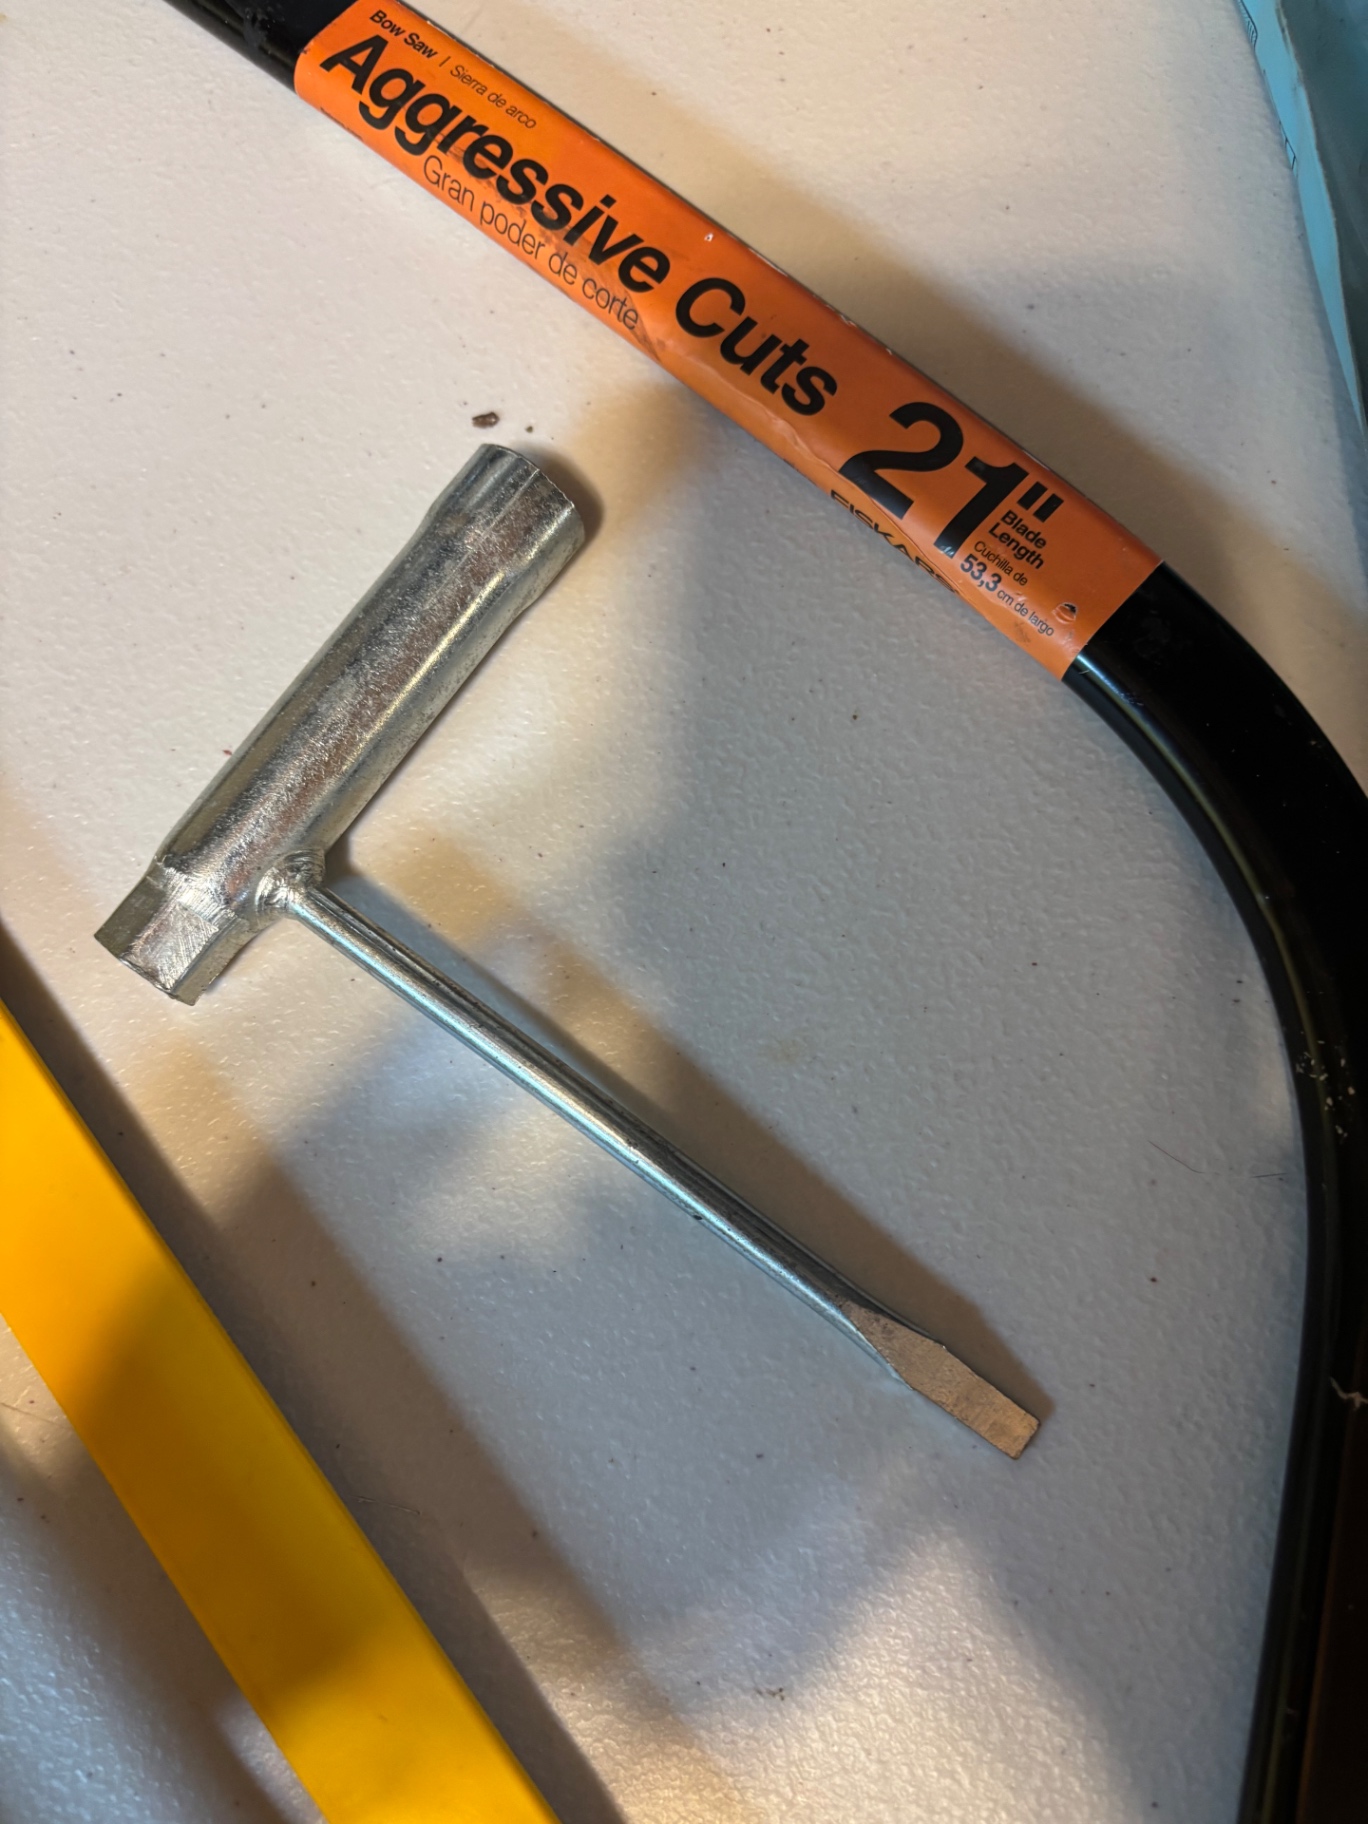 Bow Saw | Sierra de arco
Aggressive Cuts
Gran poder de corte
21"
Blade
Length
Cuchilla de
53,3 cm de largo
FISKARS